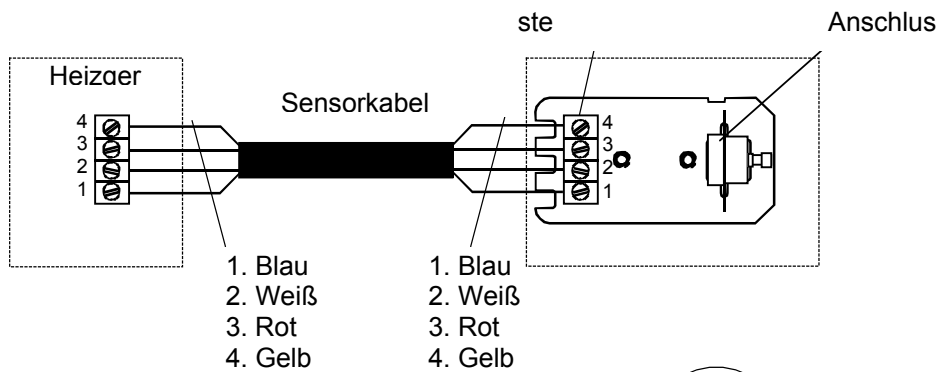 ste Anschlus
Heizger
Sensorkabel
4
3
2
1
4
3
2
1
1. Blau
2. Weiß
3. Rot
4. Gelb
1. Blau
2. Weiß
3. Rot
4. Gelb